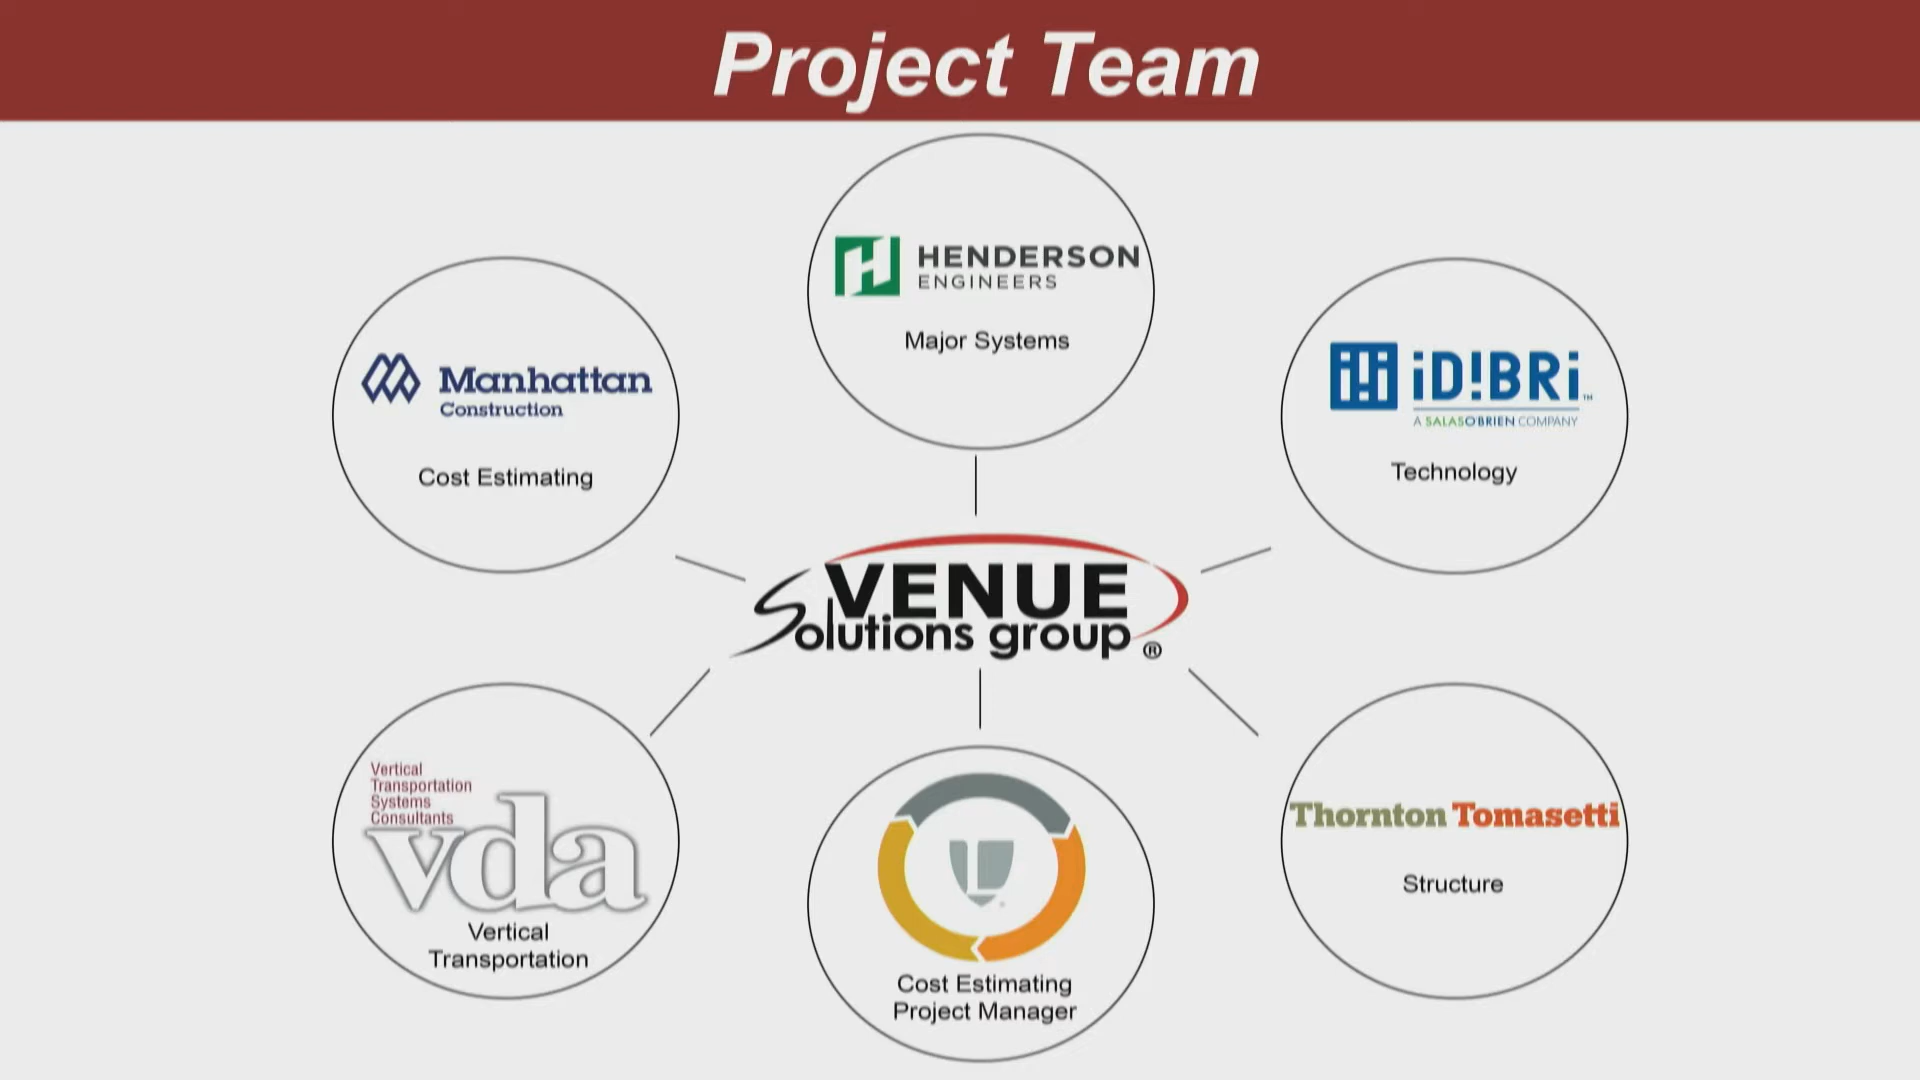 Project Team
HENDERSON
ENGINEERS
Major Systems
Manhattan
Construction
Cost Estimating
iD!BRi™
A SALASOBRIEN COMPANY
Technology
VENUE
Solutions group®
Vertical
Transportation
Systems
Consultants
vda
Vertical
Transportation
L
Cost Estimating
Project Manager
Thornton Tomasetti
Structure